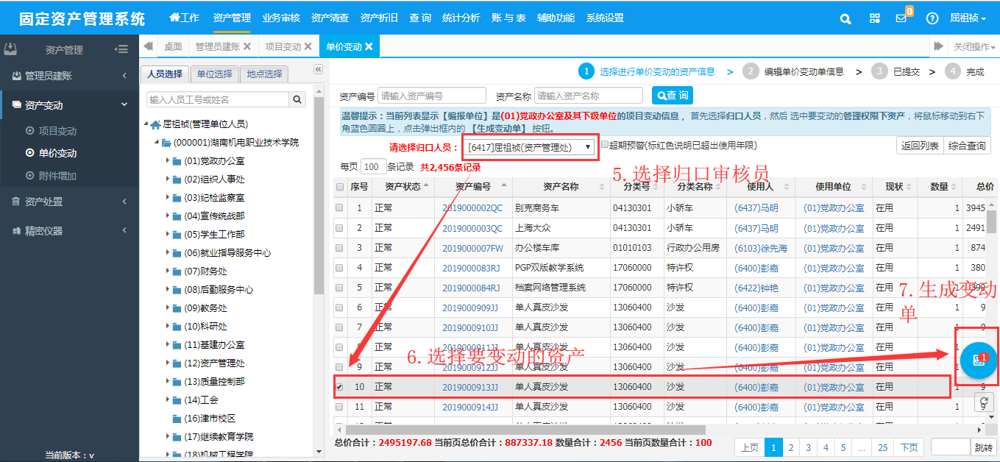 固定资产管理系统 工作 资产管理 业务审核 资产清查 资产折旧 查 询 统计分析 账 与 表 辅助功能 系统设置 0 屈祖祯
资产管理 桌面 管理员建账 项目变动 单价变动 关闭操作
管理员建账
资产变动
项目变动
单价变动
附件增加
资产处置
精密仪器
当前版本：v
人员选择 单位选择 地点选择
输入人员工号或姓名
屈祖祯(管理单位人员)
(000001)湖南机电职业技术学院
(01)党政办公室
(02)组织人事处
(03)纪检监察室
(04)宣传统战部
(05)学生工作部
(06)就业指导服务中心
(07)财务处
(08)后勤服务中心
(09)教务处
(10)科研处
(11)基建办公室
(12)资产管理处
(13)质量控制部
(14)工会
(16)津市校区
(17)继续教育学院
(18)机械工程学院
1 选择进行单价变动的资产信息 > 2 编辑单价变动单信息 > 3 已提交 > 4 完成
资产编号 请输入资产编号 资产名称 请输入资产名称 查 询
温馨提示：当前列表显示【编报单位】是(01)党政办公室及其下级单位的项目变动信息， 首先选择归口人员，然后 选中要变动的管理权限下资产，将鼠标移动到右下
角蓝色圆圈上，点击弹出框内的 【生成变动单】 按钮。
请选择归口人员： [6417]屈祖祯(资产管理处) 超期预警(标红色说明已超出使用年限) 返回列表 综合查询
每页 100 条记录 共2,456条记录
5.选择归口审核员
序号 资产状态 资产编号 资产名称 分类号 分类名称 使用人 使用单位 现状 数量 总价
1 正常 2019000002QC 别克商务车 04130301 小轿车 (6437)马明 (01)党政办公室 在用 1 3945
2 正常 2019000003QC 上海大众 04130301 小轿车 (6437)马明 (01)党政办公室 在用 1 2491
3 正常 2019000007FW 办公楼车库 01010103 行政办公用房 (6103)徐先海 (01)党政办公室 在用 1 874
4 正常 2019000083RJ PGP双版教学系统 17060000 特许权 (6400)彭嘉 (01)党政办公室 在用 1 380
5 正常 2019000084RJ 档案网络管理系统 17060000 特许权 (6422)钟艳 (01)党政办公室 在用 1 390
6 正常 2019000909JJ 单人真皮沙发 13060400 沙发 (6400)彭嘉 (01)党政办公室 在用 1 9
7 正常 2019000910JJ 单人真皮沙发 13060400 沙发 (6400)彭嘉 (01)党政办公室 在用 1 9
8 正常 2019000911JJ 单人真皮沙发 13060400 沙发 (6400)彭嘉 (01)党政办公室 在用 1
9 正常 2019000912JJ 单人真皮沙发 13060400 沙发 (6400)彭嘉 (01)党政办公室 在用
10 正常 2019000913JJ 单人真皮沙发 13060400 沙发 (6400)彭嘉 (01)党政办公室 在用 1 9
11 正常 2019000914JJ 单人真皮沙发 13060400 沙发 (6400)彭嘉 (01)党政办公室 在用 1 9
6.选择要变动的资产
7.生成变动
单
1
总价合计：2495197.68 当前页总价合计：887337.18 数量合计：2456 当前页数量合计：100
上页 1 2 3 4 5 ... 25 下页 跳转